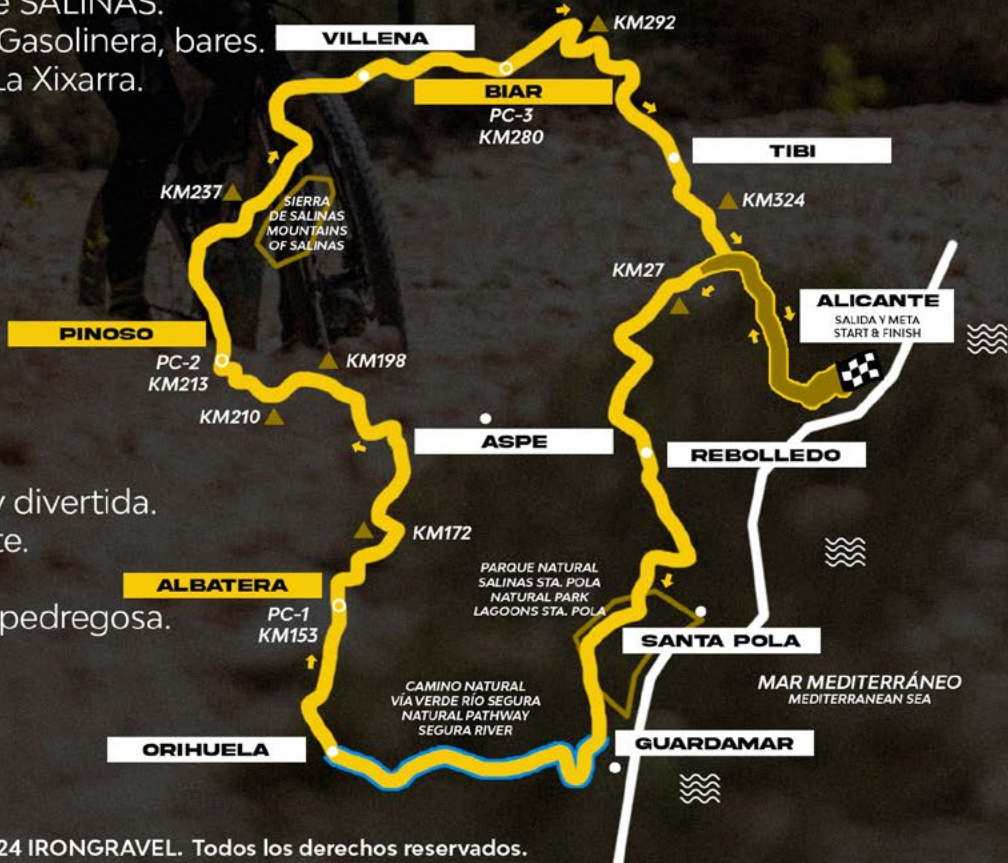 SALINAS.
Gasolinera, bares.
La Xixarra.
VILLENA
KM292
BIAR
PC-3
KM280
TIBI
KM237
SIERRA
DE SALINAS
MOUNTAINS
OF SALINAS
KM324
KM27
ALICANTE
SALIDA Y META
START & FINISH
PINOSO
PC-2
KM213
KM198
KM210
ASPE
REBOLLEDO
y divertida.
te.
pedregosa.
KM172
ALBATERA
PC-1
KM153
PARQUE NATURAL
SALINAS STA. POLA
NATURAL PARK
LAGOONS STA. POLA
SANTA POLA
MAR MEDITERRÁNEO
MEDITERRANEAN SEA
CAMINO NATURAL
VÍA VERDE RÍO SEGURA
NATURAL PATHWAY
SEGURA RIVER
ORIHUELA
GUARDAMAR
24 IRONGRAVEL. Todos los derechos reservados.